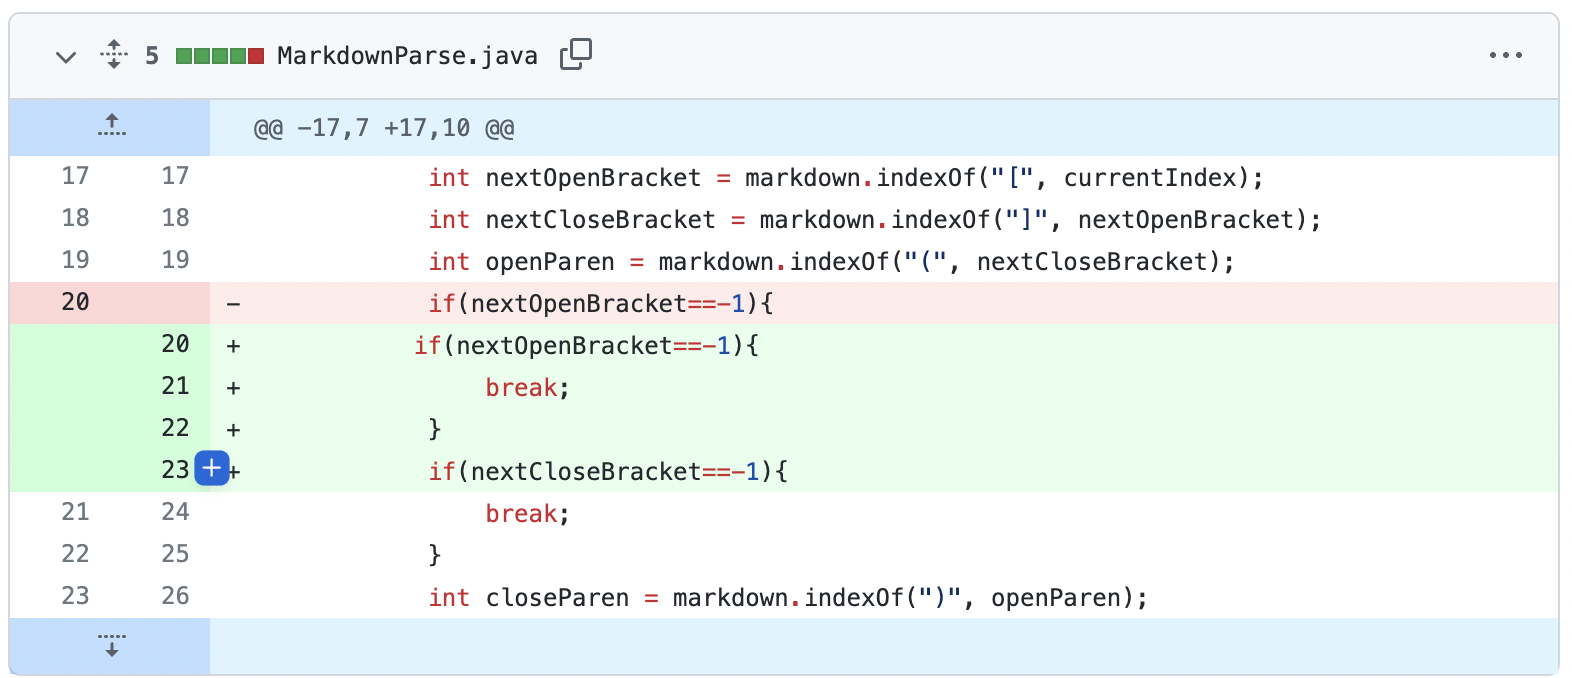 5 MarkdownParse.java
@@ -17,7 +17,10 @@
17 17 int nextOpenBracket = markdown.indexOf("[", currentIndex);
18 18 int nextCloseBracket = markdown.indexOf("]", nextOpenBracket);
19 19 int openParen = markdown.indexOf("(", nextCloseBracket);
20 - if(nextOpenBracket==-1){
20 + if(nextOpenBracket==-1){
21 + break;
22 + }
23 + if(nextCloseBracket==-1){
21 24 break;
22 25 }
23 26 int closeParen = markdown.indexOf(")", openParen);